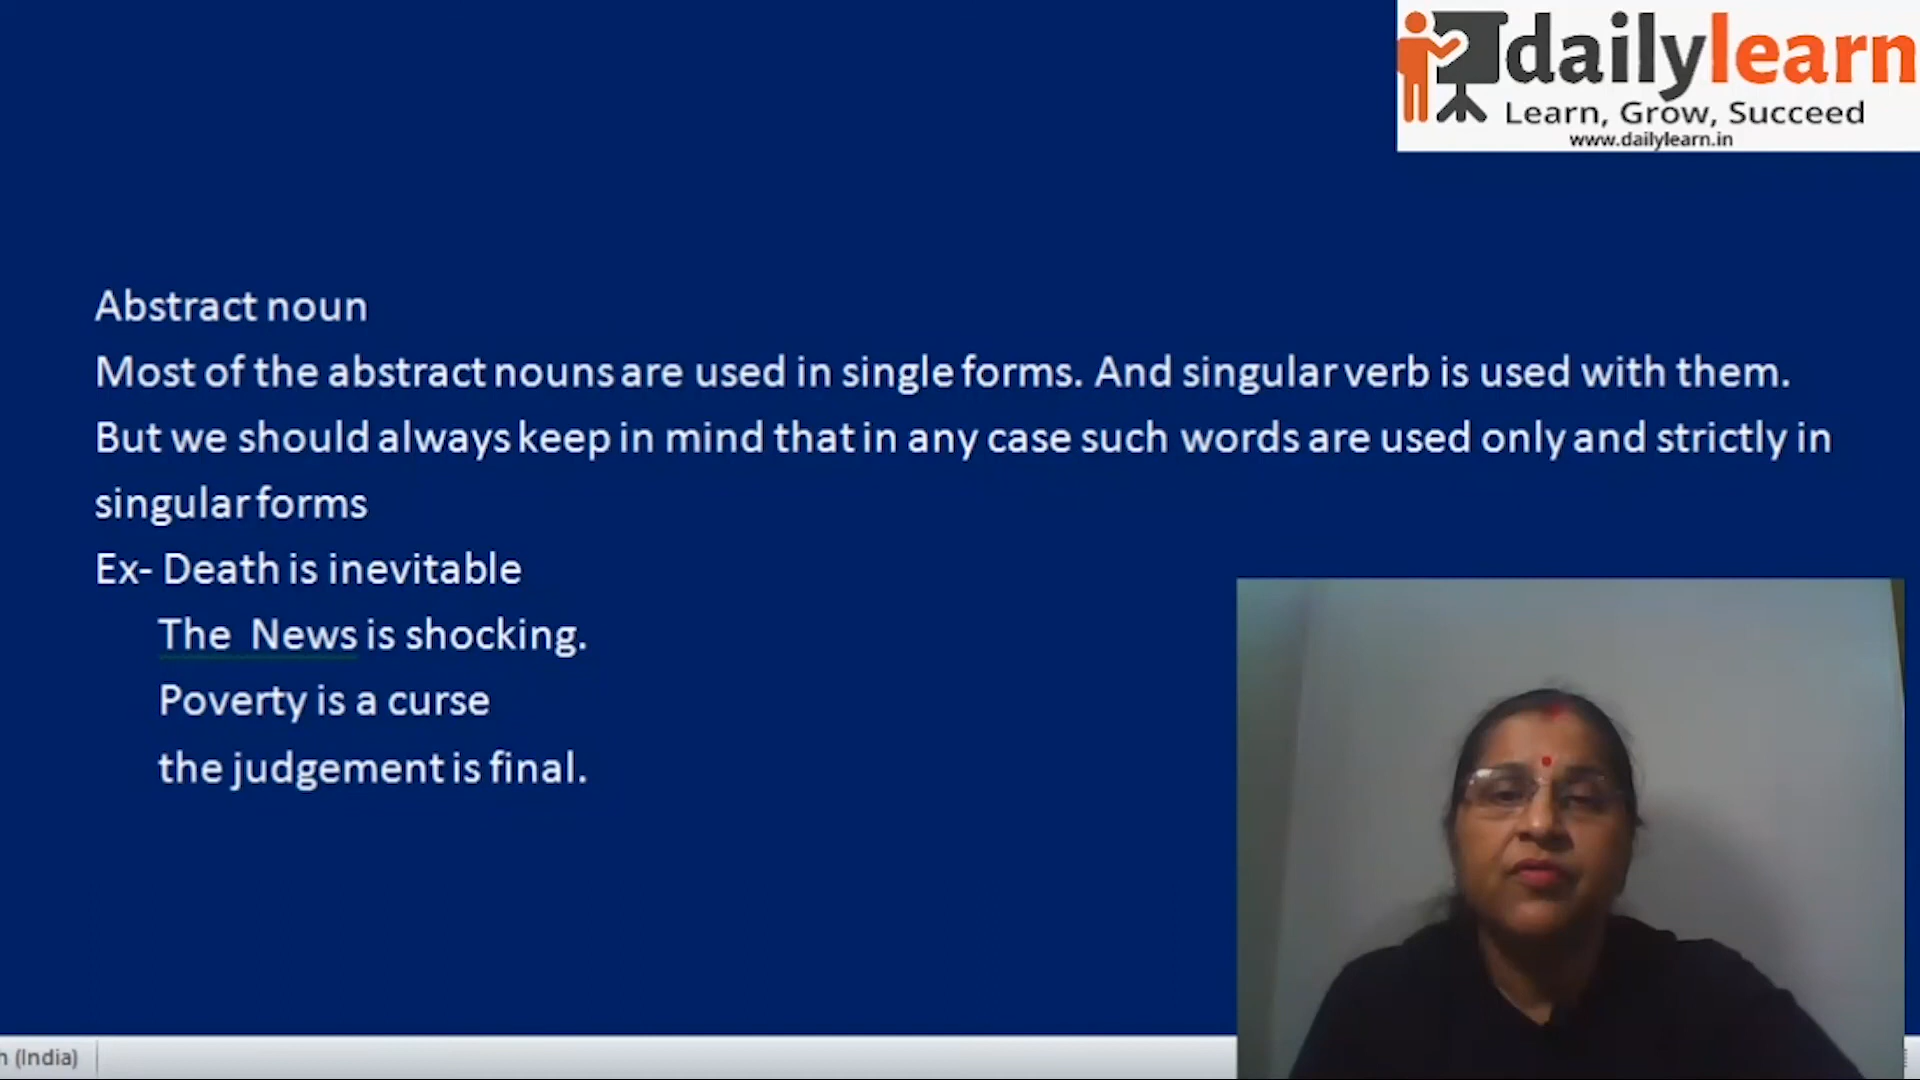 dailylearn
Learn, Grow, Succeed
www.dailylearn.in
Abstract noun
Most of the abstract nouns are used in single forms. And singular verb is used with them.
But we should always keep in mind that in any case such words are used only and strictly in
singular forms
Ex- Death is inevitable
The News is shocking.
Poverty is a curse
the judgement is final.
(India)